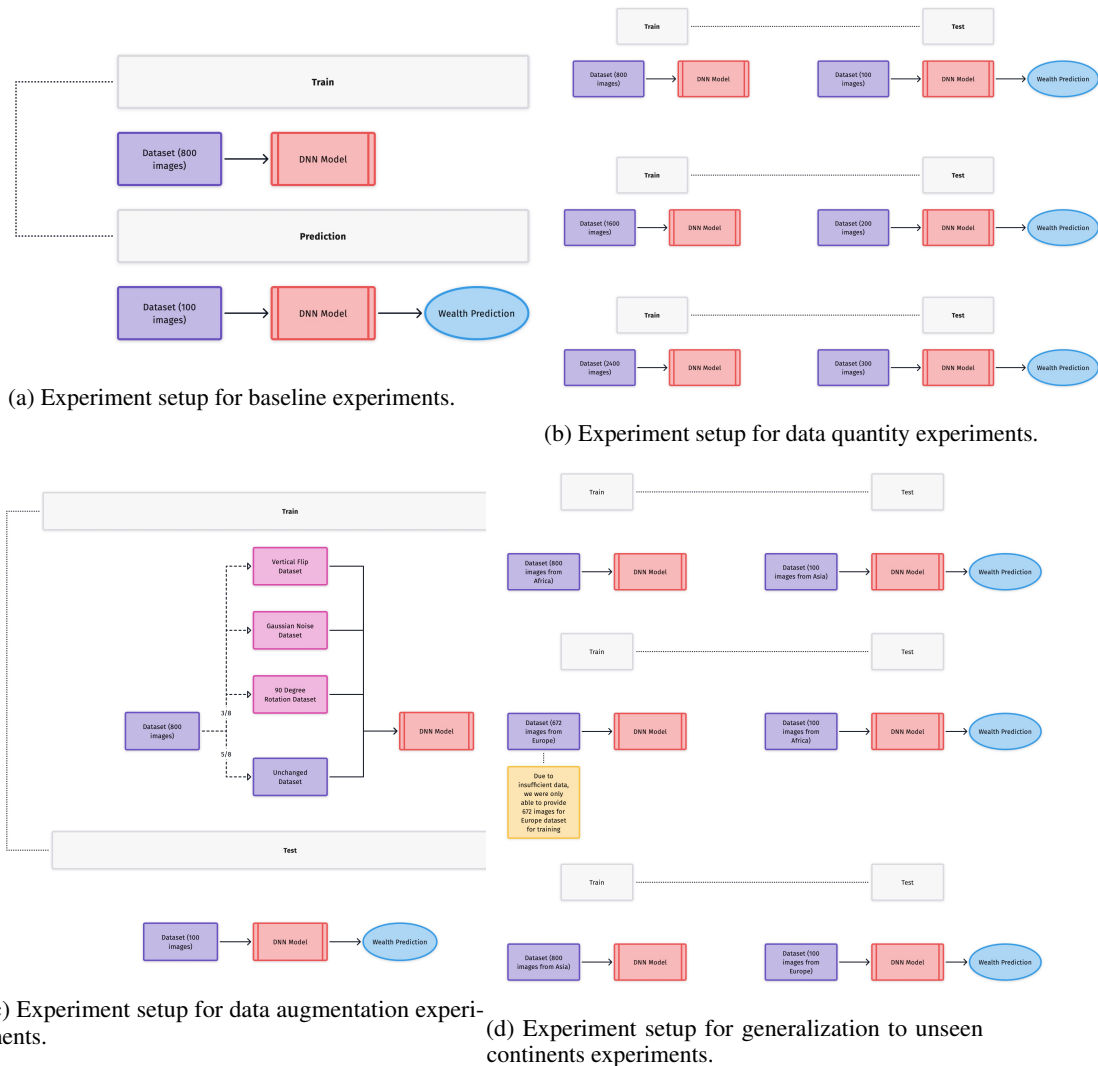 Train
Dataset (800
images)
DNN Model
Prediction
Dataset (100
images)
DNN Model
Wealth Prediction
(a) Experiment setup for baseline experiments.
Train
Test
Dataset (800
images)
DNN Model
Dataset (100
images)
DNN Model
Wealth Prediction
Train
Test
Dataset (1600
images)
DNN Model
Dataset (200
images)
DNN Model
Wealth Prediction
Train
Test
Dataset (2400
images)
DNN Model
Dataset (300
images)
DNN Model
Wealth Prediction
(b) Experiment setup for data quantity experiments.
Train
Vertical Flip
Dataset
Gaussian Noise
Dataset
90 Degree
Rotation Dataset
3/8
Dataset (800
images)
DNN Model
5/8
Unchanged
Dataset
Test
Dataset (100
images)
DNN Model
Wealth Prediction
) Experiment setup for data augmentation experi-
ents.
Train
Test
Dataset (800
images from
Africa)
DNN Model
Dataset (100
images from Asia)
DNN Model
Wealth Prediction
Train
Test
Dataset (672
images from
Europe)
DNN Model
Dataset (100
images from
Africa)
DNN Model
Wealth Prediction
Due to
insufficient data,
we were only
able to provide
672 images for
Europe dataset
for training
Train
Test
Dataset (800
images from Asia)
DNN Model
Dataset (100
images from
Europe)
DNN Model
Wealth Prediction
(d) Experiment setup for generalization to unseen
continents experiments.